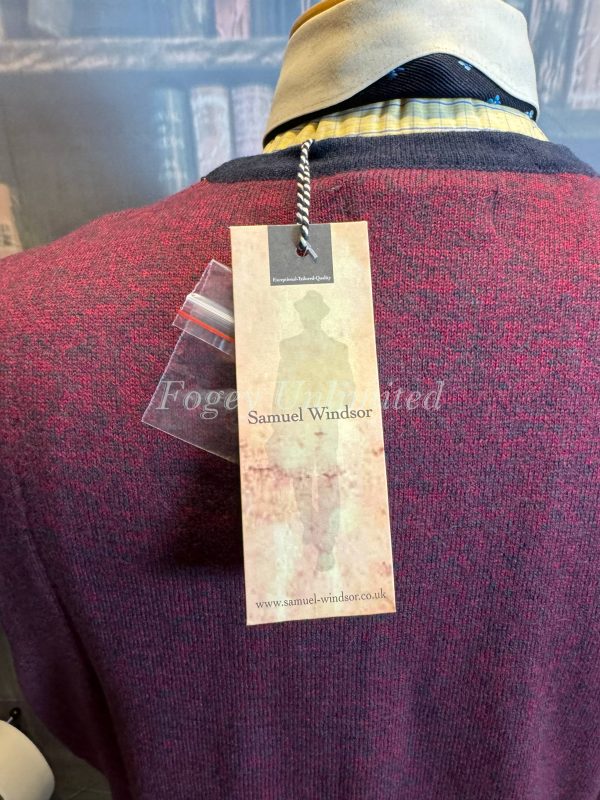 Exceptional·Tailored·Quality
Fogey Unlimited
Samuel Windsor
www.samuel-windsor.co.uk